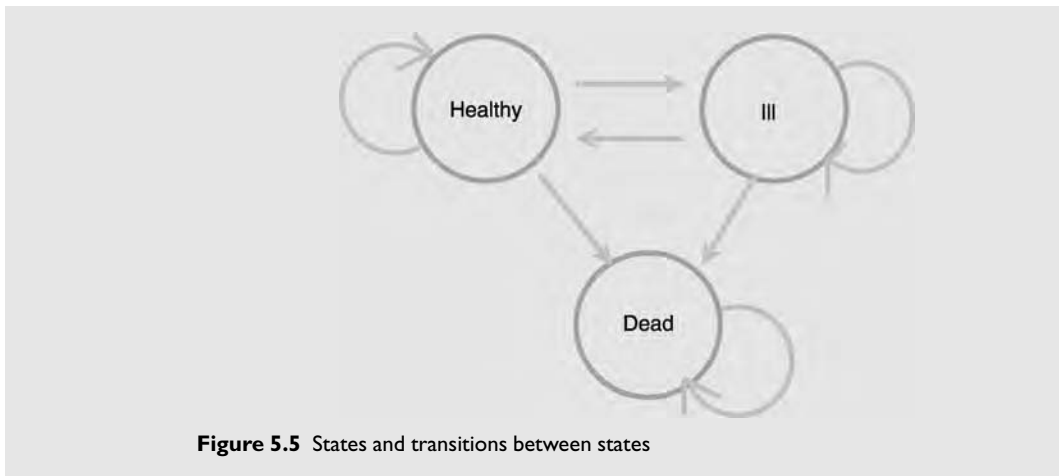 Healthy
Ill
Dead
Figure 5.5 States and transitions between states